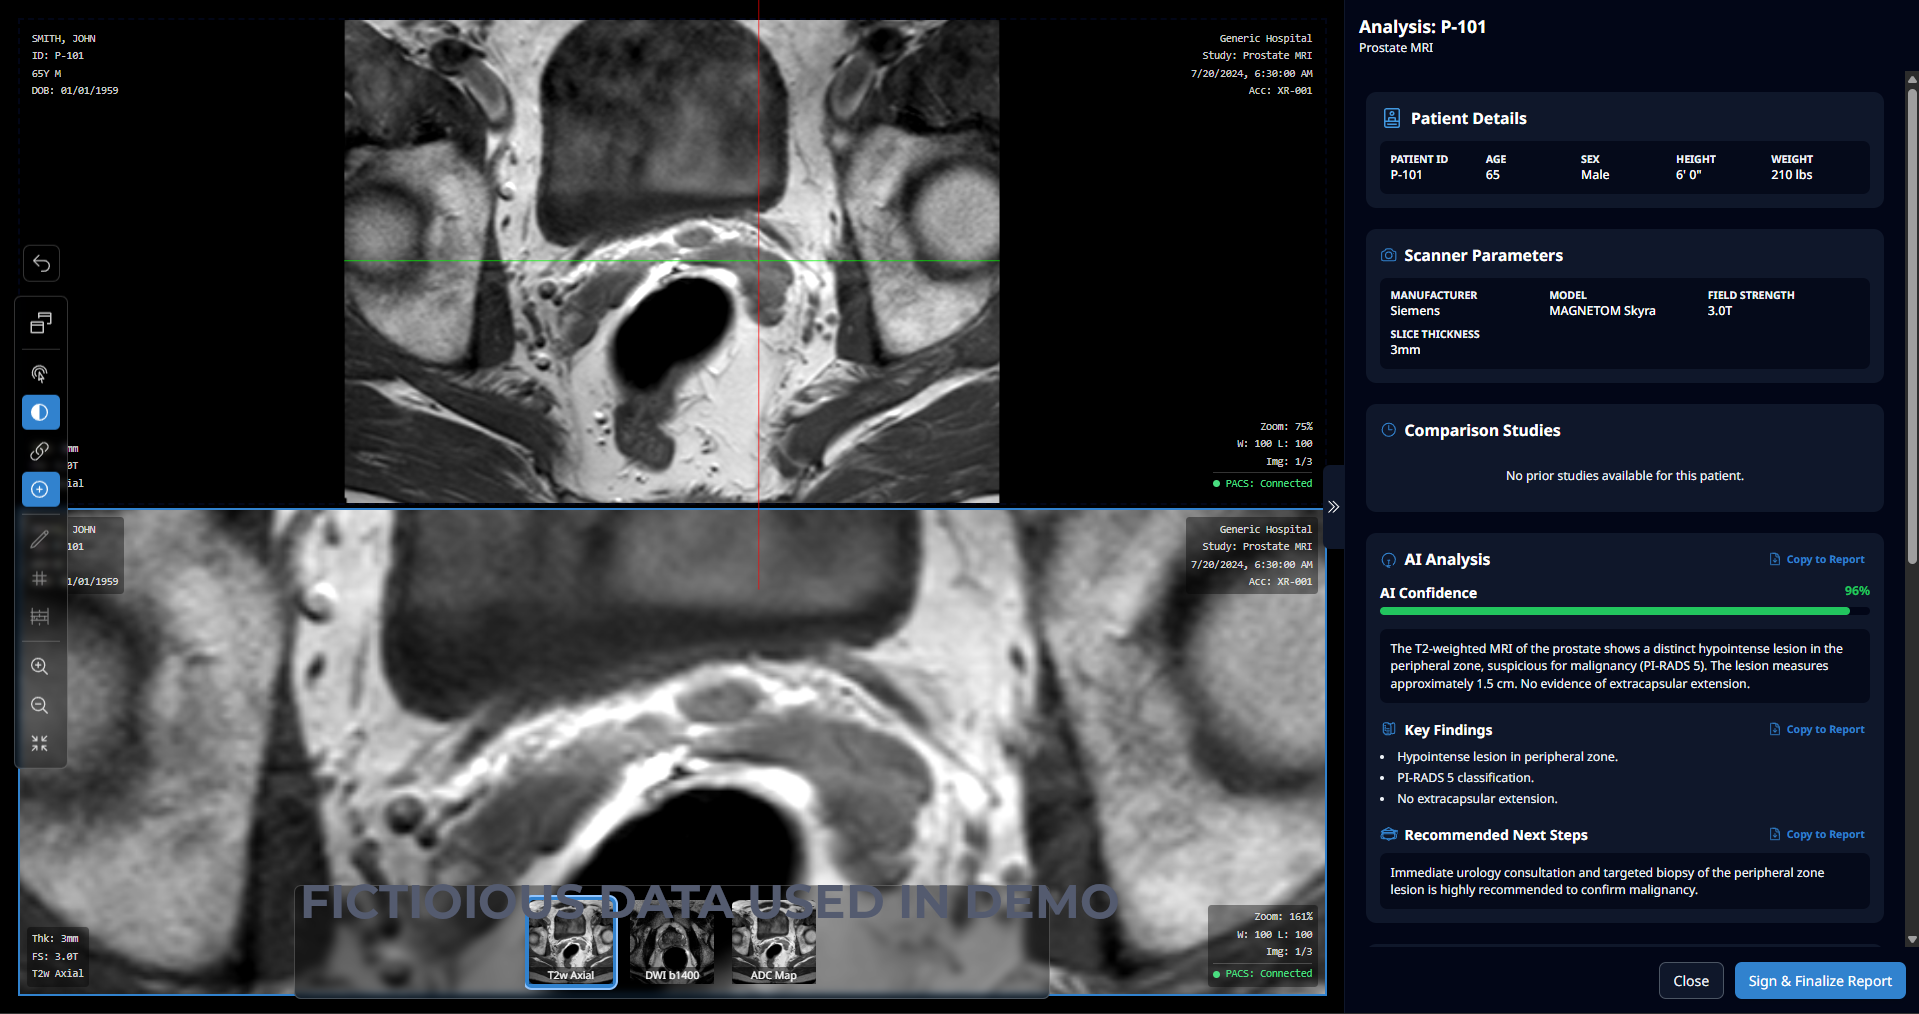 SMITH, JOHN
ID: P-101
65Y M
DOB: 01/01/1959
Generic Hospital
Study: Prostate MRI
7/20/2024, 6:30:00 AM
Acc: XR-001
mm
0T
ial
Zoom: 75%
W: 100 L: 100
Img: 1/3
PACS: Connected
JOHN
101
1/01/1959
Generic Hospital
Study: Prostate MRI
7/20/2024, 6:30:00 AM
Acc: XR-001
FICTIOIOUS DATA USED IN DEMO
Thk: 3mm
FS: 3.0T
T2w Axial
T2w Axial
DWI b1400
ADC Map
Zoom: 161%
W: 100 L: 100
Img: 1/3
PACS: Connected
Analysis: P-101
Prostate MRI
Patient Details
PATIENT ID AGE SEX HEIGHT WEIGHT
P-101 65 Male 6' 0" 210 lbs
Scanner Parameters
MANUFACTURER MODEL FIELD STRENGTH
Siemens MAGNETOM Skyra 3.0T
SLICE THICKNESS
3mm
Comparison Studies
No prior studies available for this patient.
AI Analysis Copy to Report
AI Confidence 96%
The T2-weighted MRI of the prostate shows a distinct hypointense lesion in the
peripheral zone, suspicious for malignancy (PI-RADS 5). The lesion measures
approximately 1.5 cm. No evidence of extracapsular extension.
Key Findings Copy to Report
• Hypointense lesion in peripheral zone.
• PI-RADS 5 classification.
• No extracapsular extension.
Recommended Next Steps Copy to Report
Immediate urology consultation and targeted biopsy of the peripheral zone
lesion is highly recommended to confirm malignancy.
Close
Sign & Finalize Report